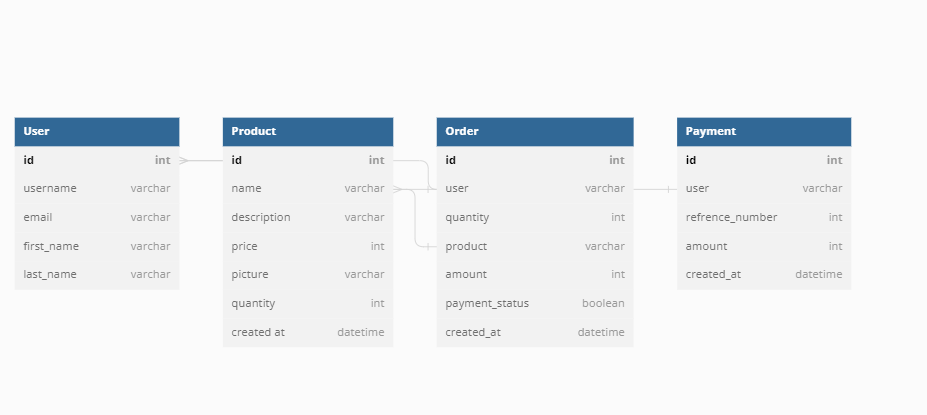 User
id int
username varchar
email varchar
first_name varchar
last_name varchar
Product
id int
name varchar
description varchar
price int
picture varchar
quantity int
created at datetime
Order
id int
user varchar
quantity int
product varchar
amount int
payment_status boolean
created_at datetime
Payment
id int
user varchar
refrence_number int
amount int
created_at datetime